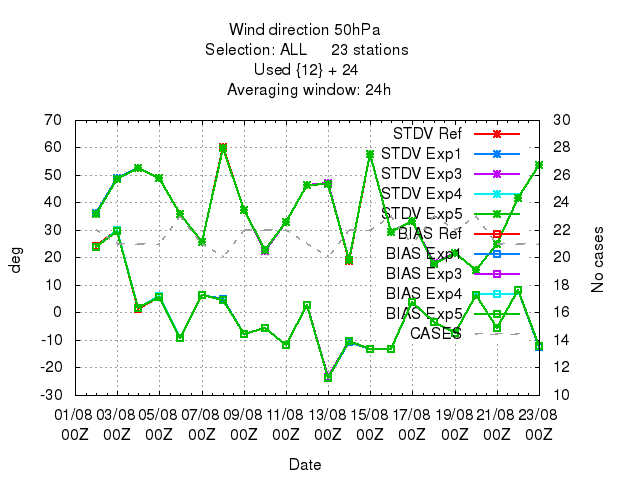 Wind direction 50hPa
Selection: ALL 23 stations
Used {12} + 24
Averaging window: 24h
70
60
50
40
30
20
10
0
-10
-20
-30
deg
30
28
26
24
22
20
18
16
14
12
10
No cases
STDV Ref
STDV Exp1
STDV Exp3
STDV Exp4
STDV Exp5
BIAS Ref
BIAS Exp1
BIAS Exp3
BIAS Exp4
BIAS Exp5
CASES
01/08 03/08 05/08 07/08 09/08 11/08 13/08 15/08 17/08 19/08 21/08 23/08
00Z 00Z 00Z 00Z 00Z 00Z 00Z 00Z 00Z 00Z 00Z 00Z
Date